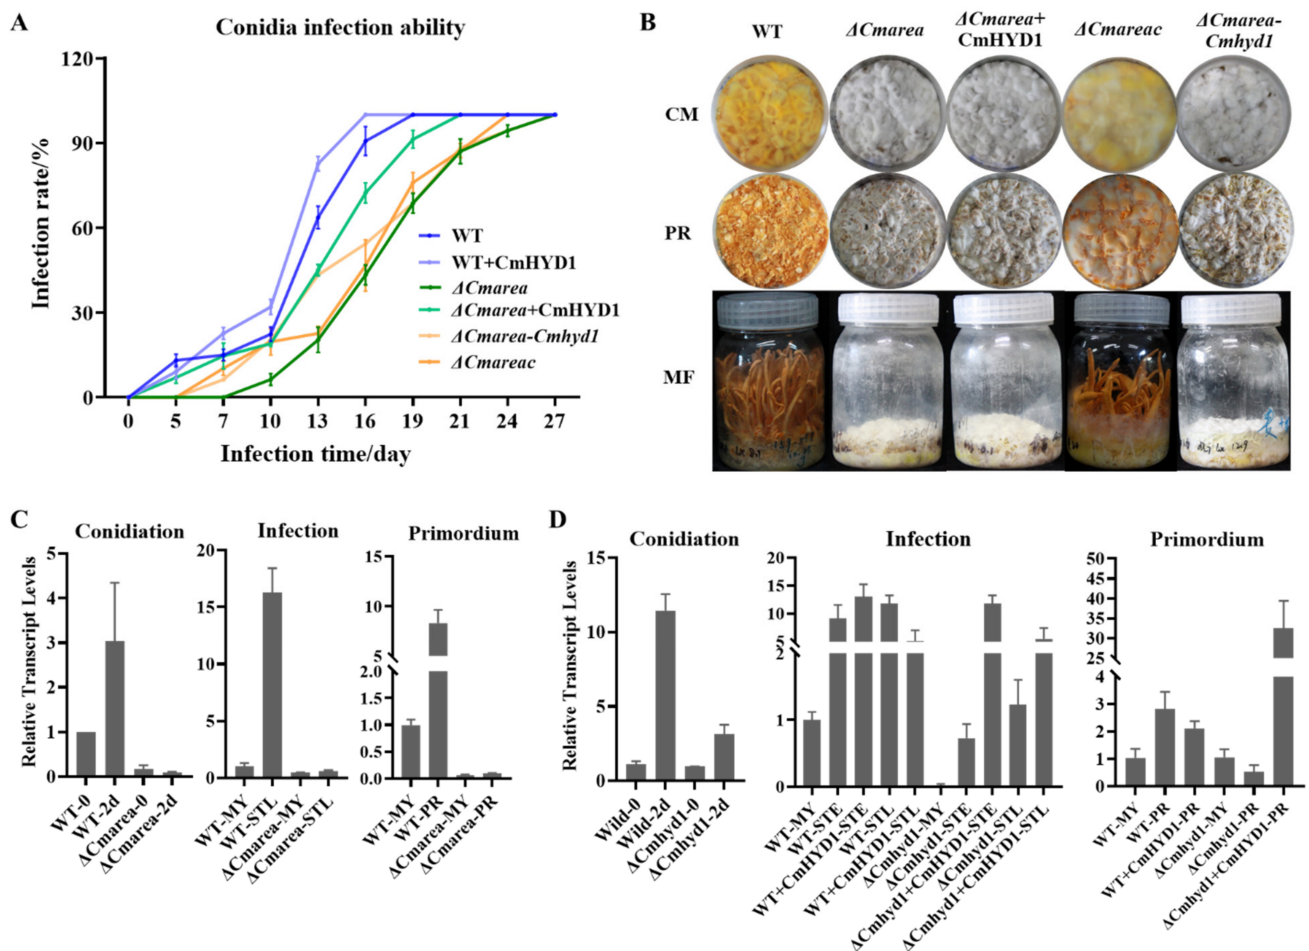 A
Conidia infection ability
Infection rate/%
120
90
60
30
0
0 5 7 10 13 16 19 21 24 27
Infection time/day
WT
WT+CmHYD1
ΔCmarea
ΔCmarea+CmHYD1
ΔCmarea-Cmhyd1
ΔCmareac
B
WT
ΔCmarea
ΔCmarea+
CmHYD1
ΔCmareac
ΔCmarea-
Cmhyd1
CM
PR
MF
C
Relative Transcript Levels
Conidiation
5
4
3
2
1
0
WT-0
WT-2d
ΔCmarea-0
ΔCmarea-2d
Infection
20
15
10
5
0
WT-MY
WT-STL
ΔCmarea-MY
ΔCmarea-STL
Primordium
15
10
5
2.0
1.5
1.0
0.5
0.0
WT-MY
WT-PR
ΔCmarea-MY
ΔCmarea-PR
D
Relative Transcript Levels
Conidiation
15
10
5
0
Wild-0
Wild-2d
ΔCmhyd1-0
ΔCmhyd1-2d
Infection
20
15
10
5
2
1
0
WT-MY
WT-STE
WT+CmHYD1-STE
WT-STL
WT+CmHYD1-STL
ΔCmhyd1-MY
ΔCmhyd1-STE
ΔCmhyd1+CmHYD1-STE
ΔCmhyd1-STL
ΔCmhyd1+CmHYD1-STL
Primordium
50
45
40
35
30
25
4
3
2
1
0
WT-MY
WT-PR
WT+CmHYD1-PR
ΔCmhyd1-MY
ΔCmhyd1-PR
ΔCmhyd1+CmHYD1-PR